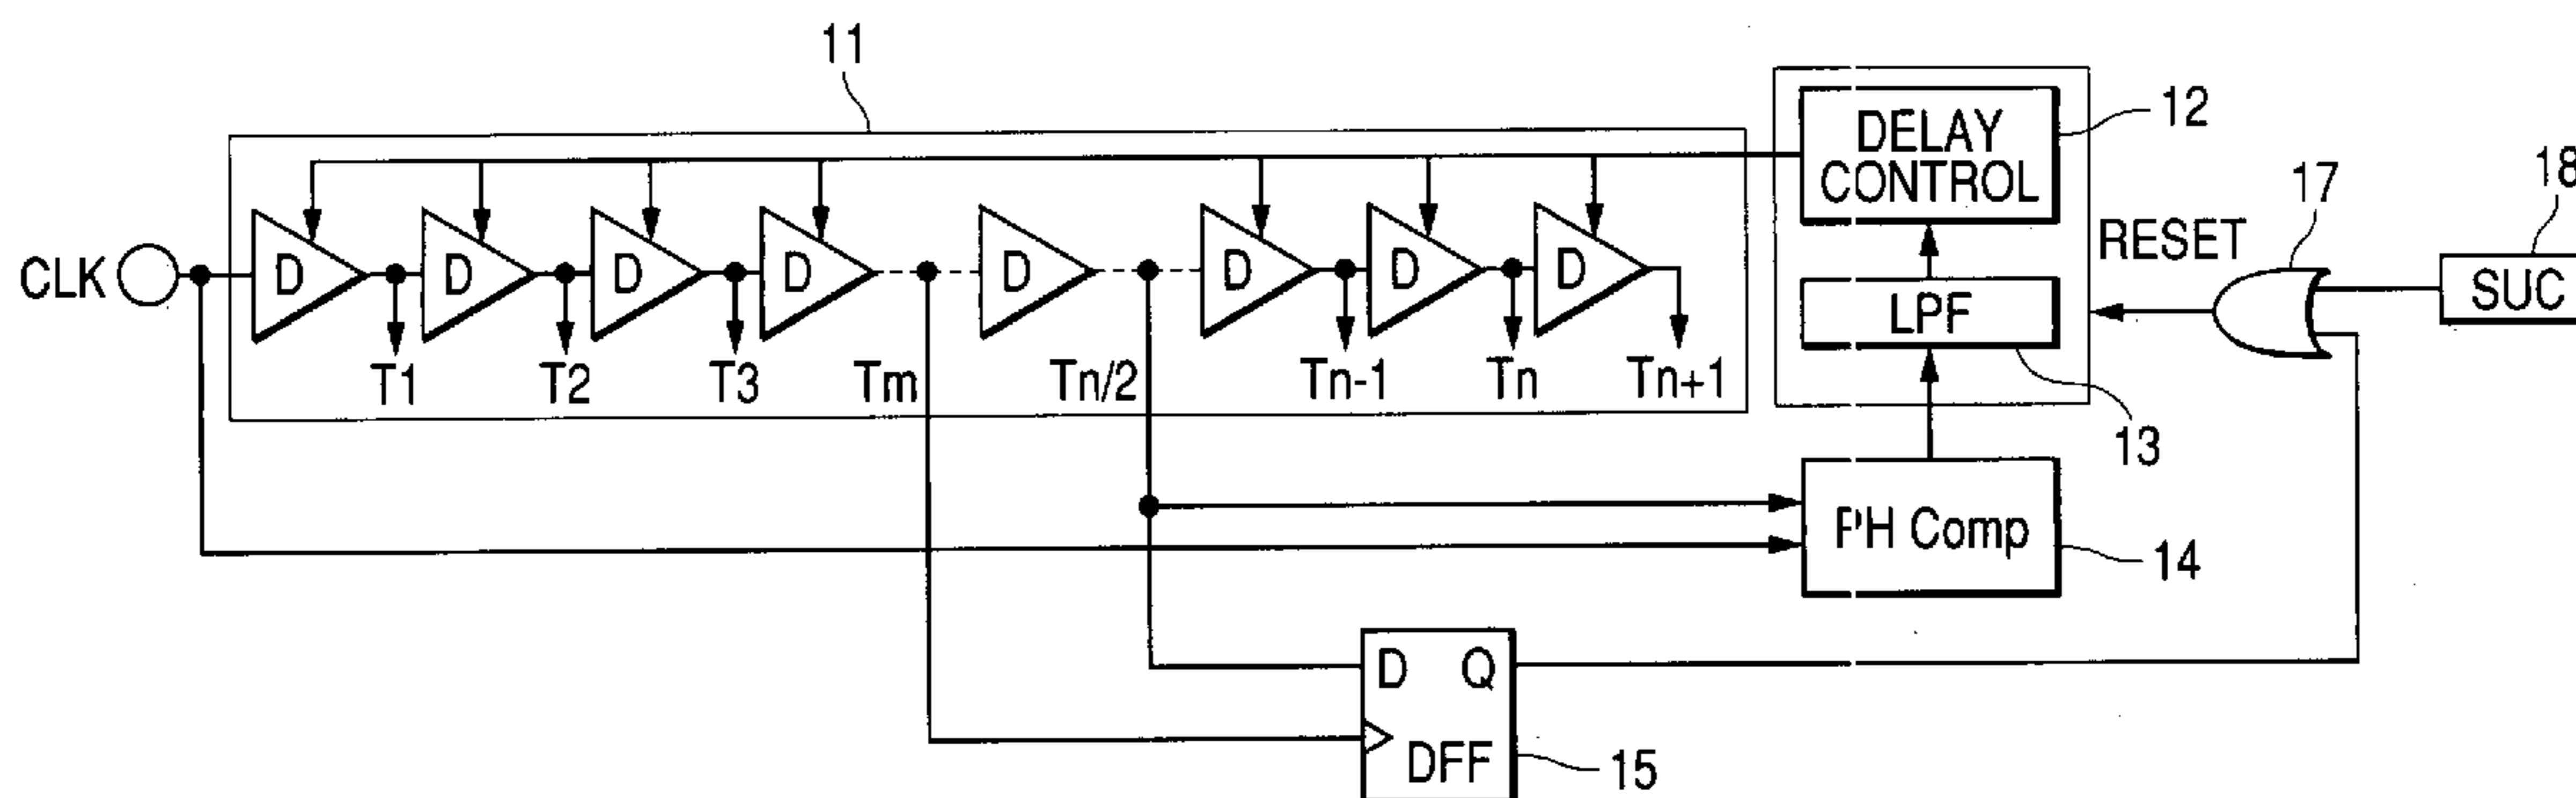 11
DELAY
CONTROL
12
18
17
RESET
SUC
CLK
D
D
D
D
D
D
D
D
LPF
T1
T2
T3
Tm
Tn/2
Tn-1
Tn
Tn+1
13
PH Comp
14
D Q
DFF
15